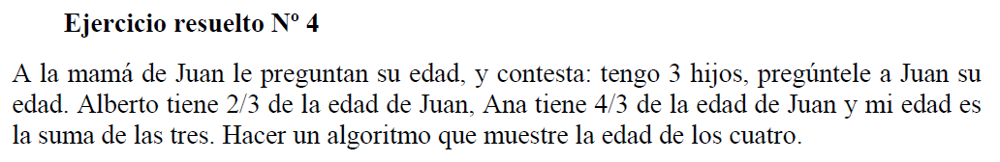 Ejercicio resuelto Nº 4
A la mamá de Juan le preguntan su edad, y contesta: tengo 3 hijos, pregúntele a Juan su
edad. Alberto tiene 2/3 de la edad de Juan, Ana tiene 4/3 de la edad de Juan y mi edad es
la suma de las tres. Hacer un algoritmo que muestre la edad de los cuatro.